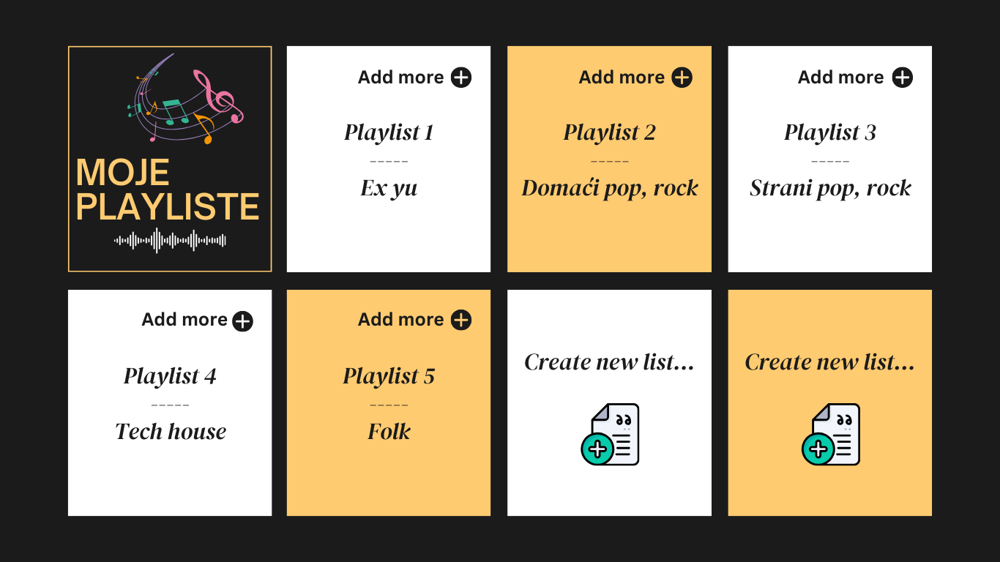 MOJE
PLAYLISTE
Add more
Playlist 1
-----
Ex yu
Add more
Playlist 2
-----
Domaći pop, rock
Add more
Playlist 3
-----
Strani pop, rock
Add more
Playlist 4
-----
Tech house
Add more
Playlist 5
-----
Folk
Create new list...
Create new list...